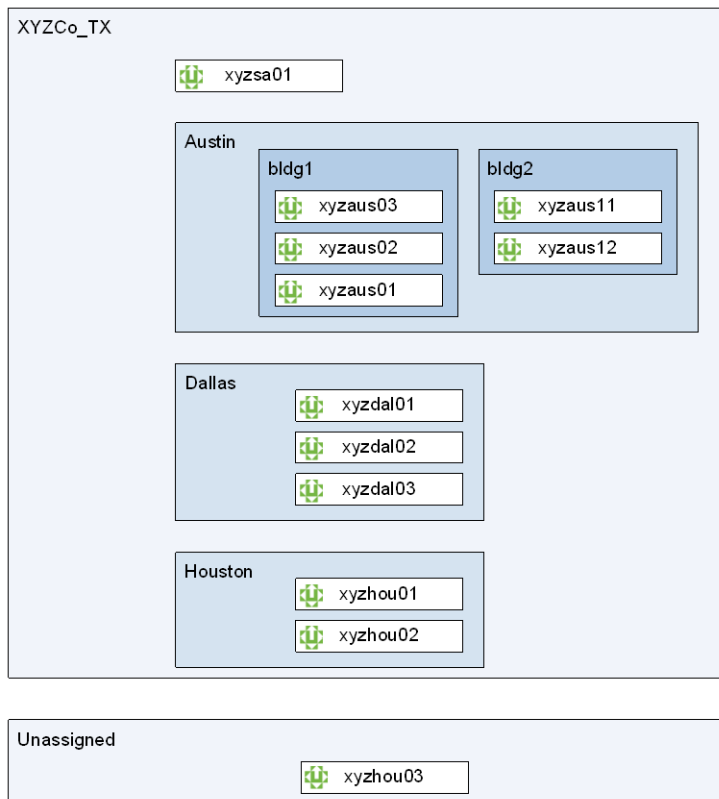 XYZCo_TX
xyzsa01
Austin
bldg1
xyzaus03
xyzaus02
xyzaus01
bldg2
xyzaus11
xyzaus12
Dallas
xyzdal01
xyzdal02
xyzdal03
Houston
xyzhou01
xyzhou02
Unassigned
xyzhou03